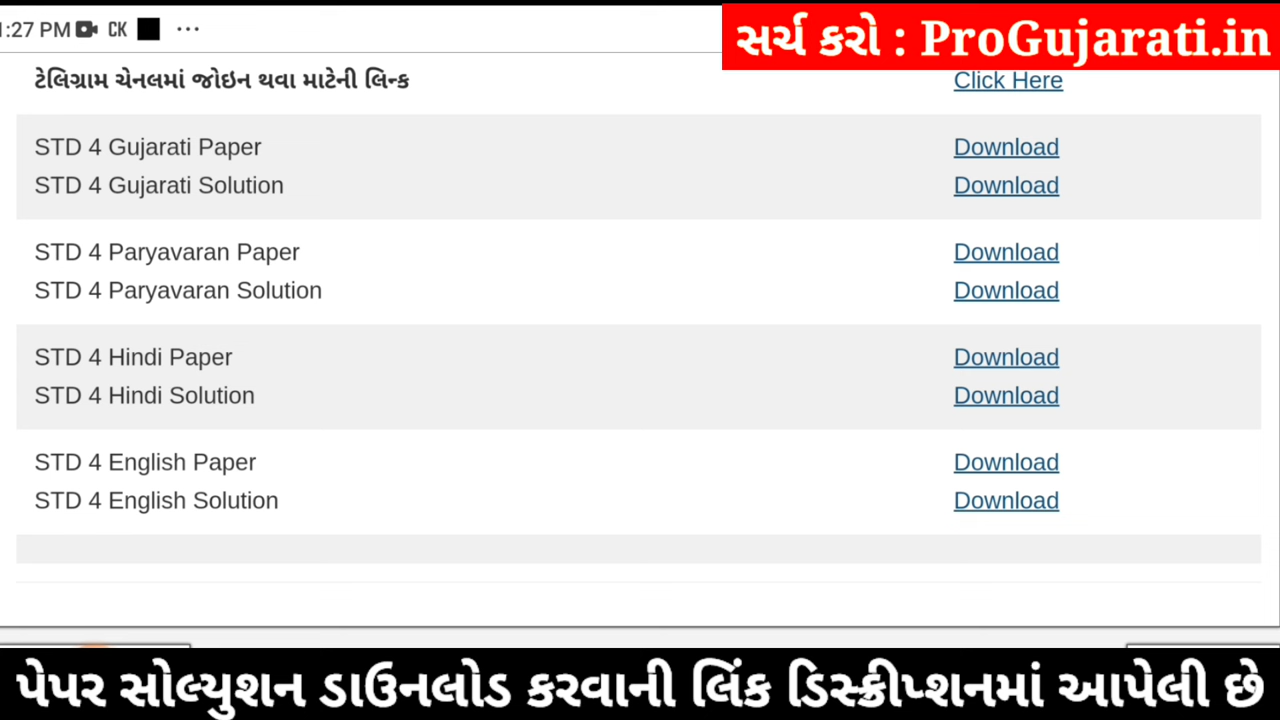 :27 PM CK ...
સર્ચ કરો : ProGujarati.in
ટેલિગ્રામ ચેનલમાં જોઇન થવા માટેની લિન્ક Click Here
STD 4 Gujarati Paper Download
STD 4 Gujarati Solution Download
STD 4 Paryavaran Paper Download
STD 4 Paryavaran Solution Download
STD 4 Hindi Paper Download
STD 4 Hindi Solution Download
STD 4 English Paper Download
STD 4 English Solution Download
પેપર સોલ્યુશન ડાઉનલોડ કરવાની લિંક ડિસ્ક્રીપ્શનમાં આપેલી છે